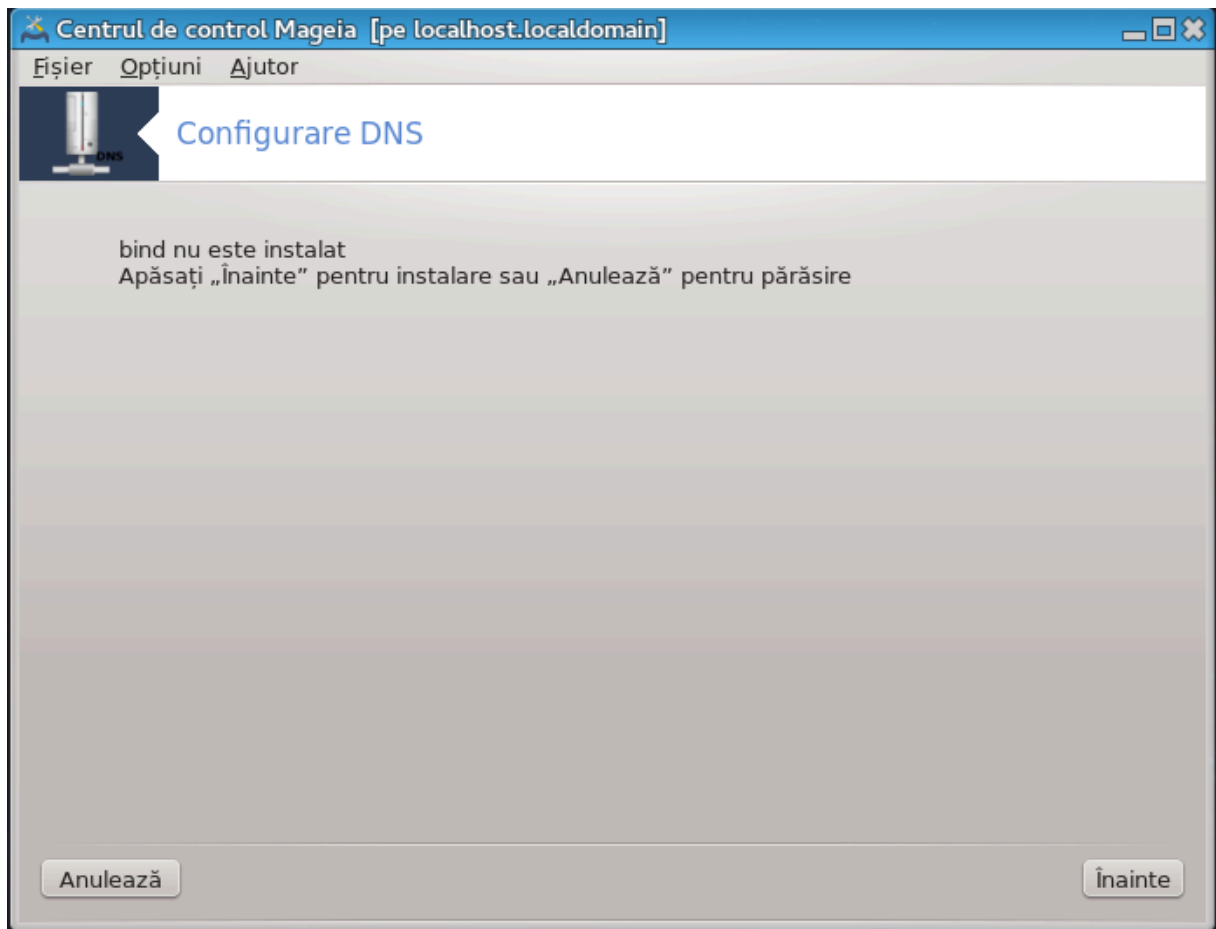 Centrul de control Mageia [pe localhost.localdomain]
Fișier Opțiuni Ajutor
DNS
Configurare DNS
bind nu este instalat
Apăsați „Înainte” pentru instalare sau „Anulează” pentru părăsire
Anulează Înainte